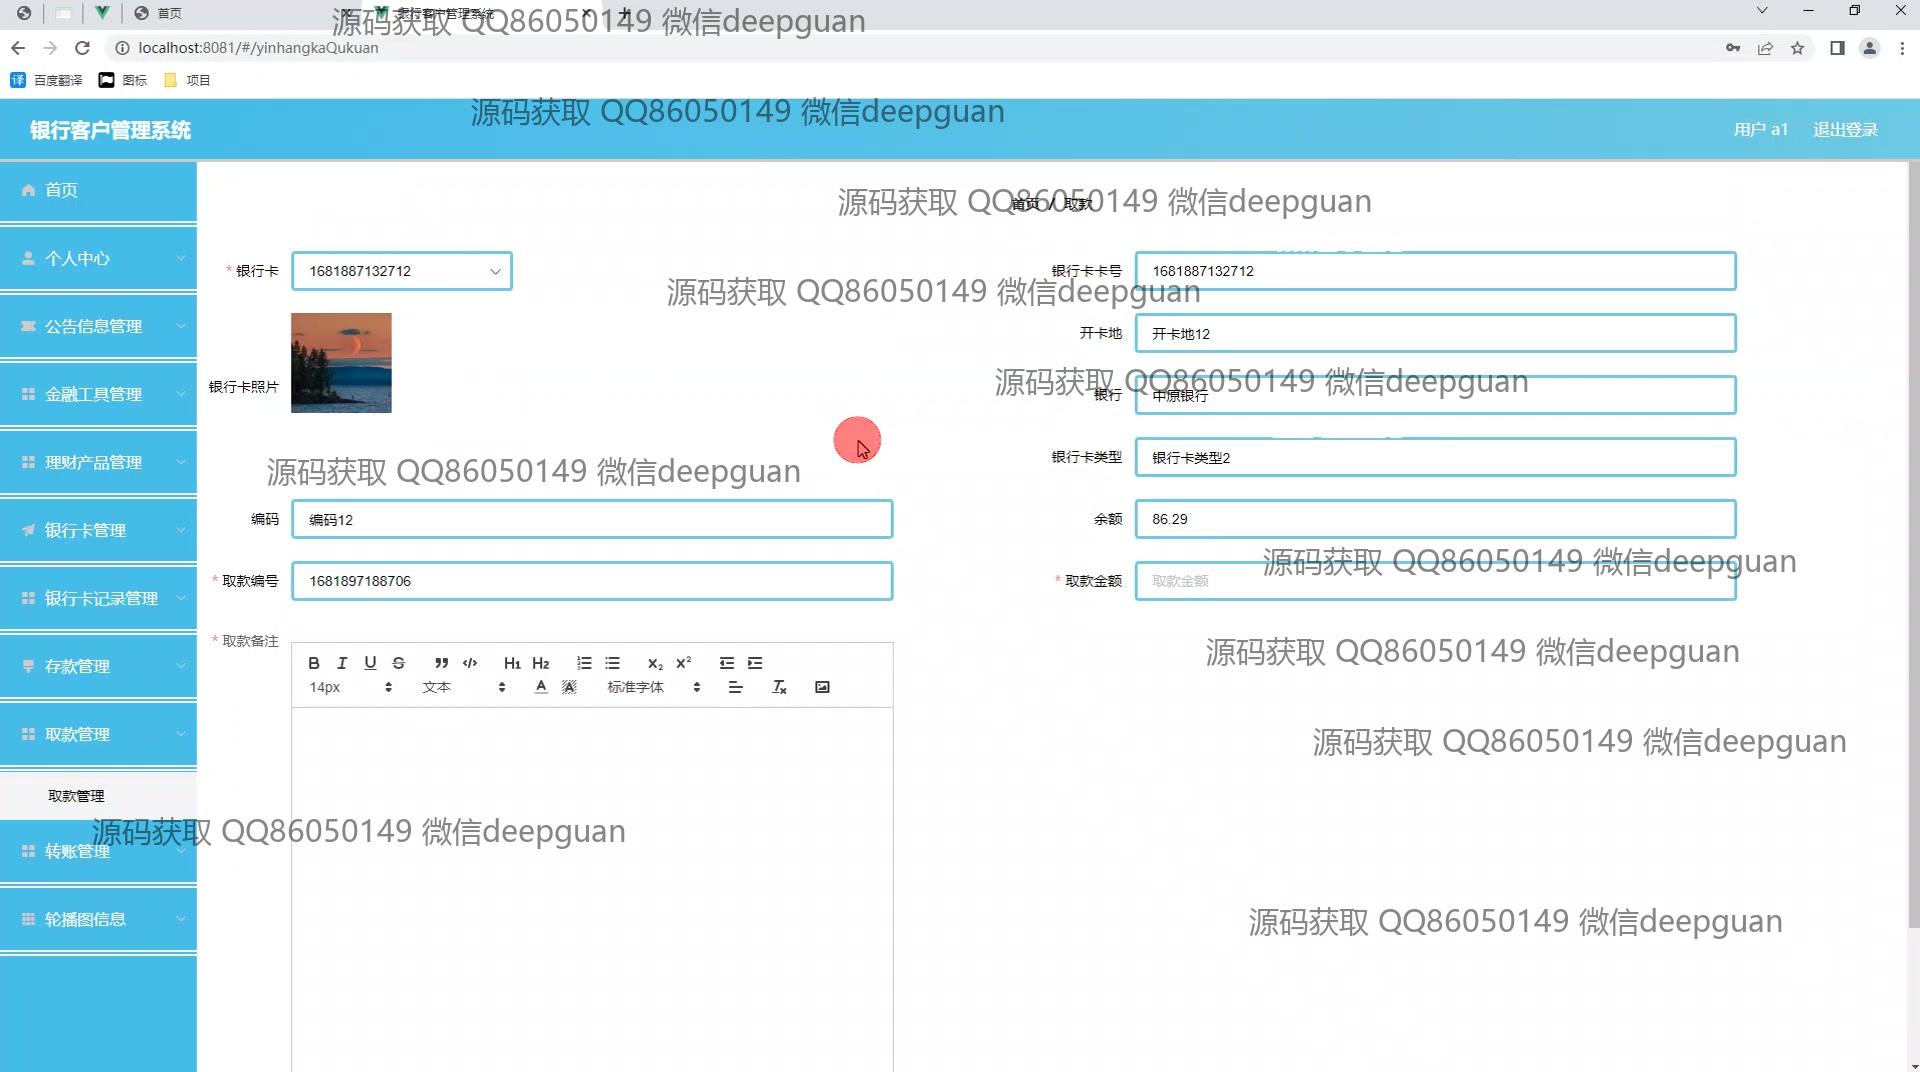 首页
银行客户管理系统
源码获取 QQ86050149 微信deepguan
localhost:8081/#/yinhangkaQukuan
译 百度翻译 图标 项目
源码获取 QQ86050149 微信deepguan
银行客户管理系统
用户 a1 退出登录
首页
源码获取 QQ86050149 微信deepguan
首页 / 取款
个人中心
* 银行卡 1681887132712
银行卡卡号 1681887132712
源码获取 QQ86050149 微信deepguan
公告信息管理
开卡地 开卡地12
银行卡照片
源码获取 QQ86050149 微信deepguan
金融工具管理
银行 中原银行
理财产品管理
源码获取 QQ86050149 微信deepguan
银行卡类型 银行卡类型2
银行卡管理
编码 编码12
余额 86.29
源码获取 QQ86050149 微信deepguan
银行卡记录管理
* 取款编号 1681897188706
* 取款金额 取款金额
* 取款备注
源码获取 QQ86050149 微信deepguan
存款管理
B I U S ” </> H1 H2 X2 X2
14px 文本 A A 标准字体 Tx
取款管理
源码获取 QQ86050149 微信deepguan
取款管理
源码获取 QQ86050149 微信deepguan
转账管理
轮播图信息
源码获取 QQ86050149 微信deepguan